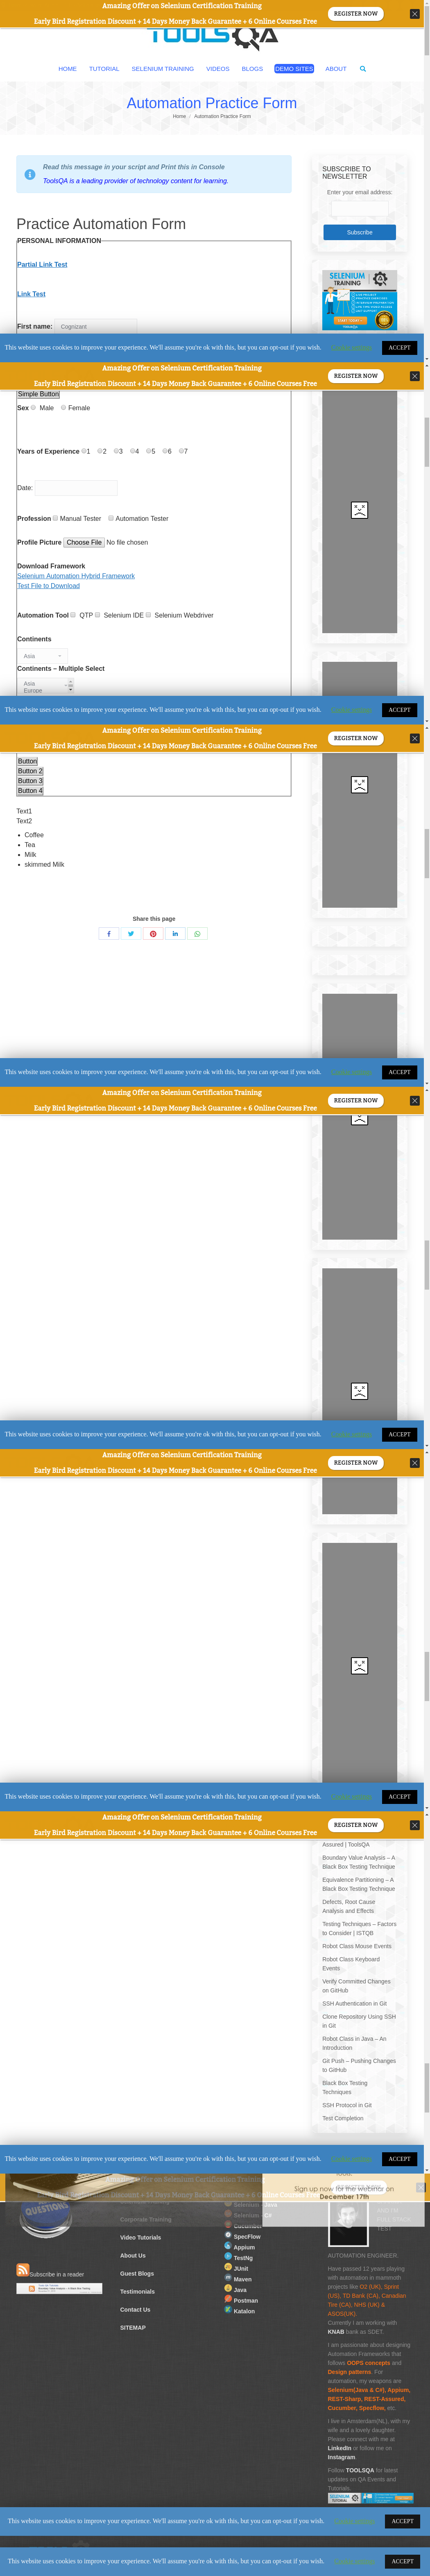 Amazing Offer on Selenium Certification Training
Early Bird Registration Discount + 14 Days Money Back Guarantee + 6 Online Courses Free
REGISTER NOW
TOOLSQA
HOME TUTORIAL SELENIUM TRAINING VIDEOS BLOGS DEMO SITES ABOUT
Automation Practice Form
Home / Automation Practice Form
Read this message in your script and Print this in Console
ToolsQA is a leading provider of technology content for learning.
SUBSCRIBE TO NEWSLETTER
Enter your email address:
Subscribe
SELENIUM TRAINING
Practice Automation Form
PERSONAL INFORMATION
Partial Link Test
Link Test
First name: Cognizant
This website uses cookies to improve your experience. We'll assume you're ok with this, but you can opt-out if you wish.
ACCEPT
Amazing Offer on Selenium Certification Training
Early Bird Registration Discount + 14 Days Money Back Guarantee + 6 Online Courses Free
REGISTER NOW
Simple Button
Sex Male Female
Years of Experience 1 2 3 4 5 6 7
Date:
Profession Manual Tester Automation Tester
Profile Picture Choose File No file chosen
Download Framework
Selenium Automation Hybrid Framework
Test File to Download
Automation Tool QTP Selenium IDE Selenium Webdriver
Continents
Asia
Continents – Multiple Select
Asia
Europe
This website uses cookies to improve your experience. We'll assume you're ok with this, but you can opt-out if you wish.
ACCEPT
Amazing Offer on Selenium Certification Training
Early Bird Registration Discount + 14 Days Money Back Guarantee + 6 Online Courses Free
REGISTER NOW
Button
Button 2
Button 3
Button 4
Text1
Text2
Coffee
Tea
Milk
skimmed Milk
Share this page
This website uses cookies to improve your experience. We'll assume you're ok with this, but you can opt-out if you wish.
ACCEPT
Amazing Offer on Selenium Certification Training
Early Bird Registration Discount + 14 Days Money Back Guarantee + 6 Online Courses Free
REGISTER NOW
This website uses cookies to improve your experience. We'll assume you're ok with this, but you can opt-out if you wish.
ACCEPT
Amazing Offer on Selenium Certification Training
Early Bird Registration Discount + 14 Days Money Back Guarantee + 6 Online Courses Free
REGISTER NOW
This website uses cookies to improve your experience. We'll assume you're ok with this, but you can opt-out if you wish.
ACCEPT
Amazing Offer on Selenium Certification Training
Early Bird Registration Discount + 14 Days Money Back Guarantee + 6 Online Courses Free
REGISTER NOW
Assured | ToolsQA
Boundary Value Analysis – A
Black Box Testing Technique
Equivalence Partitioning – A
Black Box Testing Technique
Defects, Root Cause
Analysis and Effects
Testing Techniques – Factors
to Consider | ISTQB
Robot Class Mouse Events
Robot Class Keyboard
Events
Verify Committed Changes
on GitHub
SSH Authentication in Git
Clone Repository Using SSH
in Git
Robot Class in Java – An
Introduction
Git Push – Pushing Changes
to GitHub
Black Box Testing
Techniques
SSH Protocol in Git
Test Completion
This website uses cookies to improve your experience. We'll assume you're ok with this, but you can opt-out if you wish.
ACCEPT
Sign up now for the webinar on
December 17th
QUESTIONS
Corporate Training
Video Tutorials
About Us
Guest Blogs
Testimonials
Contact Us
SITEMAP
Subscribe in a reader
Selenium - Java
Selenium - C#
Cucumber
SpecFlow
Appium
TestNg
JUnit
Maven
Java
Postman
Katalon
AUTOMATION ENGINEER.
Have passed 12 years playing
with automation in mammoth
projects like O2 (UK), Sprint
(US), TD Bank (CA), Canadian
Tire (CA), NHS (UK) &
ASOS(UK).
Currently I am working with
KNAB bank as SDET.
I am passionate about designing
Automation Frameworks that
follows OOPS concepts and
Design patterns. For
automation, my weapons are
Selenium(Java & C#), Appium,
REST-Sharp, REST-Assured,
Cucumber, Specflow, etc.
I live in Amsterdam(NL), with my
wife and a lovely daughter.
Please connect with me at
LinkedIn or follow me on
Instagram.
Follow TOOLSQA for latest
updates on QA Events and
Tutorials.
This website uses cookies to improve your experience. We'll assume you're ok with this, but you can opt-out if you wish.
ACCEPT
This website uses cookies to improve your experience. We'll assume you're ok with this, but you can opt-out if you wish.
ACCEPT